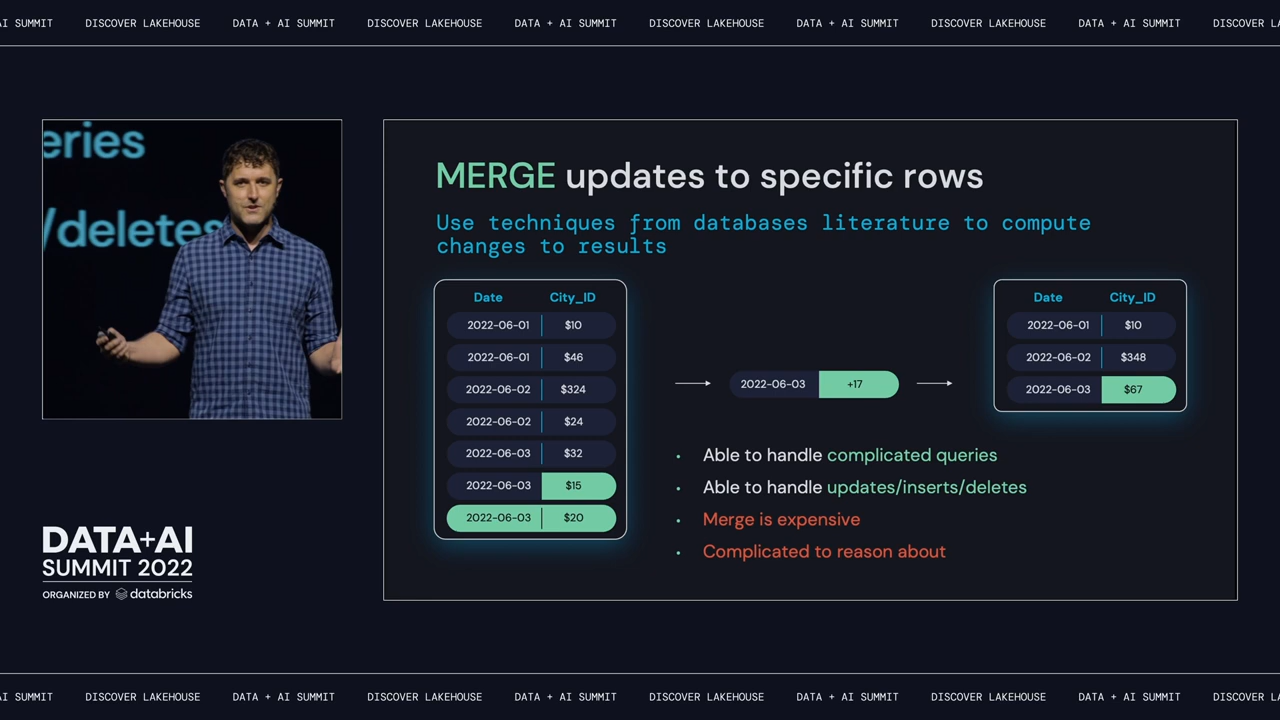 AI SUMMIT DISCOVER LAKEHOUSE DATA + AI SUMMIT DISCOVER LAKEHOUSE DATA + AI SUMMIT DISCOVER LAKEHOUSE DATA + AI SUMMIT DISCOVER LAKEHOUSE DATA + AI SUMMIT DISCOVER LA
eries
/deletes
MERGE updates to specific rows
Use techniques from databases literature to compute
changes to results
Date City_ID
2022-06-01 $10
2022-06-01 $46
2022-06-02 $324
2022-06-02 $24
2022-06-03 $32
2022-06-03 $15
2022-06-03 $20
2022-06-03 +17
Date City_ID
2022-06-01 $10
2022-06-02 $348
2022-06-03 $67
• Able to handle complicated queries
• Able to handle updates/inserts/deletes
• Merge is expensive
• Complicated to reason about
DATA+AI
SUMMIT 2022
ORGANIZED BY databricks
AI SUMMIT DISCOVER LAKEHOUSE DATA + AI SUMMIT DISCOVER LAKEHOUSE DATA + AI SUMMIT DISCOVER LAKEHOUSE DATA + AI SUMMIT DISCOVER LAKEHOUSE DATA + AI SUMMIT DISCOVER LA